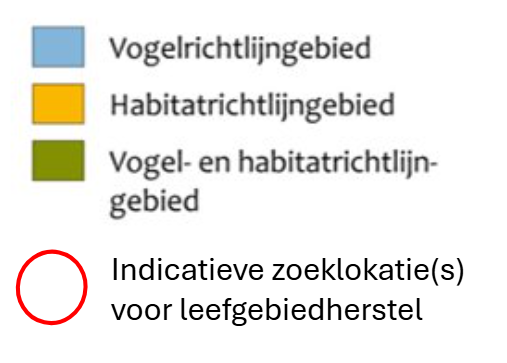 Vogelrichtlijngebied
Habitatrichtlijngebied
Vogel- en habitatrichtlijn-
gebied
Indicatieve zoeklokatie(s)
voor leefgebiedherstel